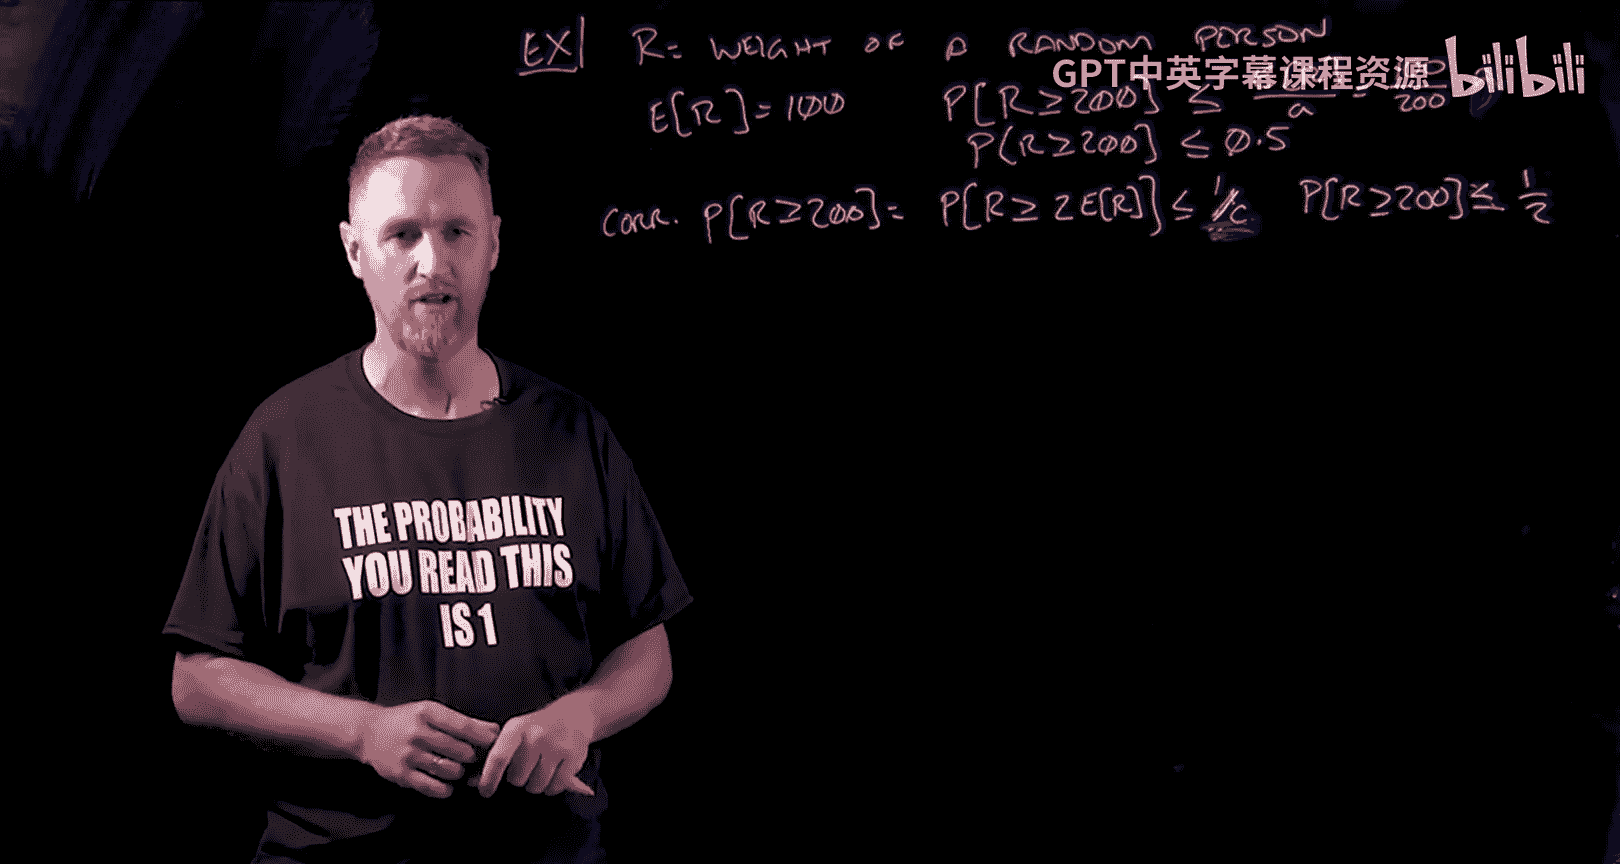 EX| R = WEIGHT OF A RANDOM PERSON
GPT中英字幕课程资源 bilibili
E[R] = 100 P[R ≥ 200] ≤ /a = /200
P(R ≥ 200] ≤ 0.5
CORR. P[R ≥ 200] = P[R ≥ 2E[R]] ≤ 1/c P[R ≥ 200] ≤ 1/2
THE PROBABILITY
YOU READ THIS
IS 1